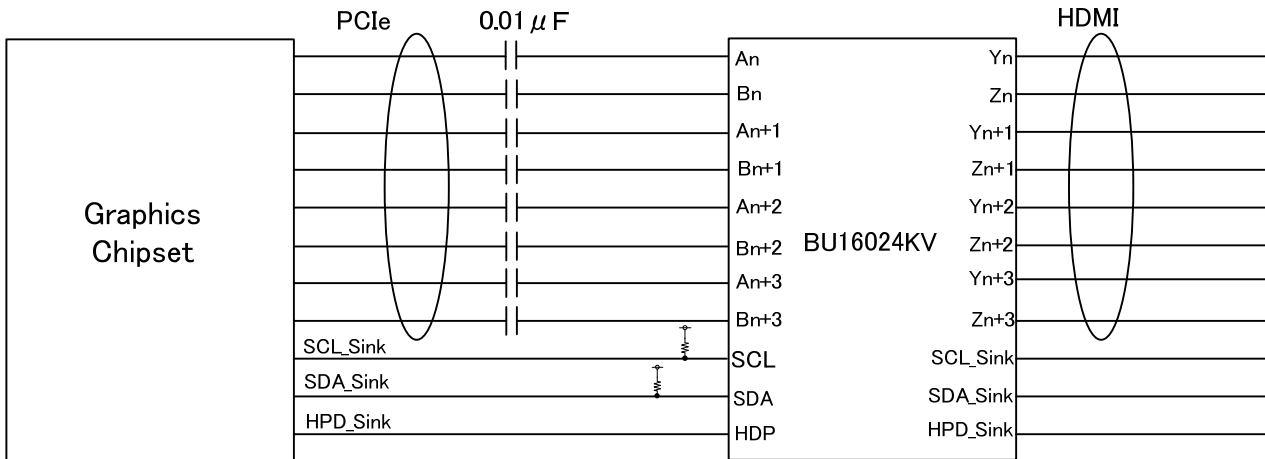 PCIe
0.01 μF
HDMI
Graphics
Chipset
An
Bn
An+1
Bn+1
An+2
Bn+2
An+3
Bn+3
SCL
SDA
HDP
BU16024KV
Yn
Zn
Yn+1
Zn+1
Yn+2
Zn+2
Yn+3
Zn+3
SCL_Sink
SDA_Sink
HPD_Sink
SCL_Sink
SDA_Sink
HPD_Sink